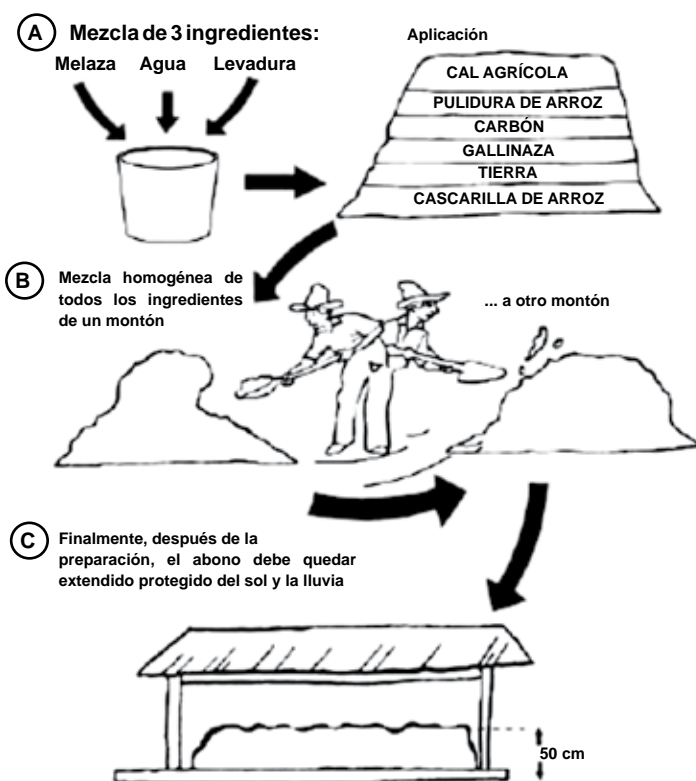 A Mezcla de 3 ingredientes:
Melaza Agua Levadura
Aplicación
CAL AGRÍCOLA
PULIDURA DE ARROZ
CARBÓN
GALLINAZA
TIERRA
CASCARILLA DE ARROZ
B Mezcla homogénea de
todos los ingredientes
de un montón
... a otro montón
C Finalmente, después de la
preparación, el abono debe quedar
extendido protegido del sol y la lluvia
50 cm